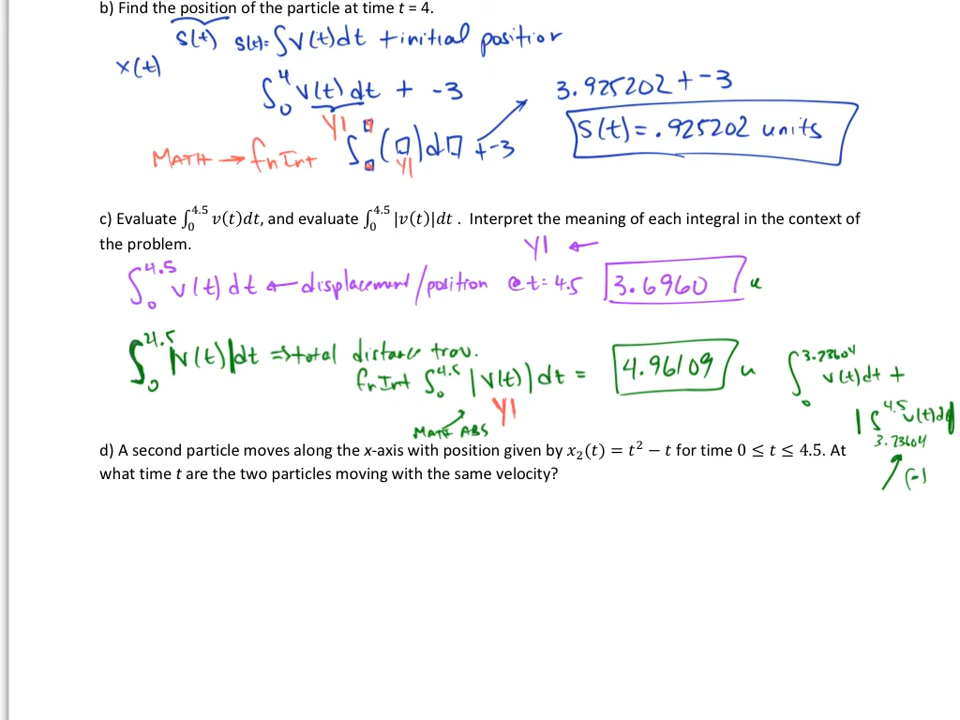 b) Find the position of the particle at time t = 4.
s(t) s(t)= ∫v(t)dt + initial position
x(t)
∫₀⁴ v(t) dt + -3
3.925202 + -3
Y1
s(t) = .925202 units
MATH → fnInt ∫(□)d□ + -3
Y1
c) Evaluate ∫₀^4.5 v(t)dt, and evaluate ∫₀^4.5 |v(t)|dt . Interpret the meaning of each integral in the context of
the problem.
Y1 ←
∫₀^4.5 v(t) dt ← displacement/position @t=4.5 3.6960 u
∫₀^4.5 |v(t)|dt ⇒ total distance trav.
fnInt ∫₀^4.5 |v(t)| dt = 4.96109 u
∫₀^3.73604 v(t)dt +
|∫_3.73604^4.5 v(t)dt|
Y1
MATH ABS
(-)
d) A second particle moves along the x-axis with position given by x₂(t) = t² − t for time 0 ≤ t ≤ 4.5. At
what time t are the two particles moving with the same velocity?